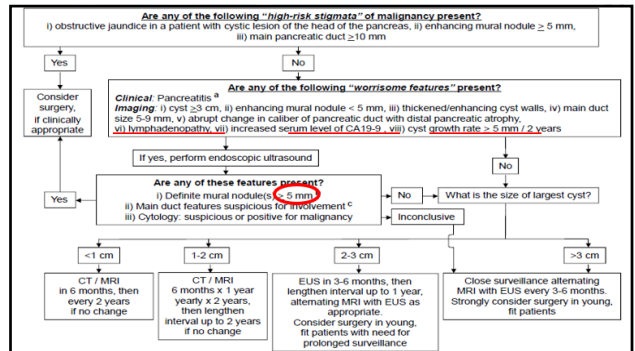 Are any of the following "high-risk stigmata" of malignancy present?
i) obstructive jaundice in a patient with cystic lesion of the head of the pancreas, ii) enhancing mural nodule ≥ 5 mm,
iii) main pancreatic duct ≥10 mm
Yes
No
Consider
surgery,
if clinically
appropriate
Are any of the following "worrisome features" present?
Clinical: Pancreatitis a
Imaging: i) cyst ≥3 cm, ii) enhancing mural nodule < 5 mm, iii) thickened/enhancing cyst walls, iv) main duct
size 5-9 mm, v) abrupt change in caliber of pancreatic duct with distal pancreatic atrophy,
vi) lymphadenopathy, vii) increased serum level of CA19-9 , viii) cyst growth rate ≥ 5 mm / 2 years
If yes, perform endoscopic ultrasound
No
Are any of these features present?
i) Definite mural nodule(s) ≥ 5 mm
ii) Main duct features suspicious for involvement c
iii) Cytology: suspicious or positive for malignancy
Yes
No
Inconclusive
What is the size of largest cyst?
<1 cm
1-2 cm
2-3 cm
>3 cm
CT / MRI
in 6 months, then
every 2 years
if no change
CT / MRI
6 months x 1 year
yearly x 2 years,
then lengthen
interval up to 2 years
if no change
EUS in 3-6 months, then
lengthen interval up to 1 year,
alternating MRI with EUS as
appropriate.
Consider surgery in young,
fit patients with need for
prolonged surveillance
Close surveillance alternating
MRI with EUS every 3-6 months.
Strongly consider surgery in young,
fit patients